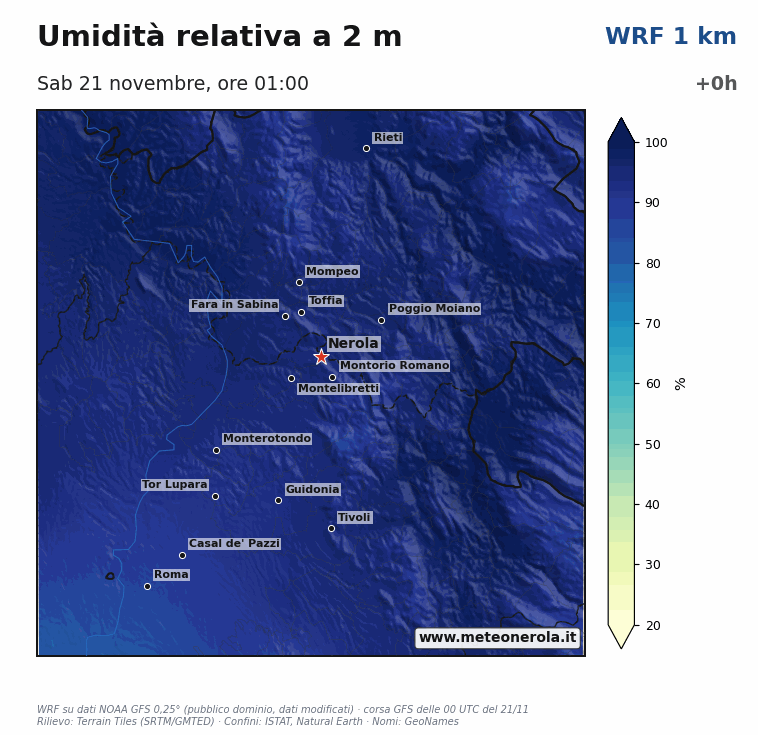 Umidità relativa a 2 m
WRF 1 km
Sab 21 novembre, ore 01:00
+0h
Rieti
Mompeo
Toffia
Fara in Sabina
Poggio Moiano
Nerola
Montorio Romano
Montelibretti
Monterotondo
Tor Lupara
Guidonia
Tivoli
Casal de' Pazzi
Roma
www.meteonerola.it
100
90
80
70
60
50
40
30
20
%
WRF su dati NOAA GFS 0,25° (pubblico dominio, dati modificati) · corsa GFS delle 00 UTC del 21/11
Rilievo: Terrain Tiles (SRTM/GMTED) · Confini: ISTAT, Natural Earth · Nomi: GeoNames